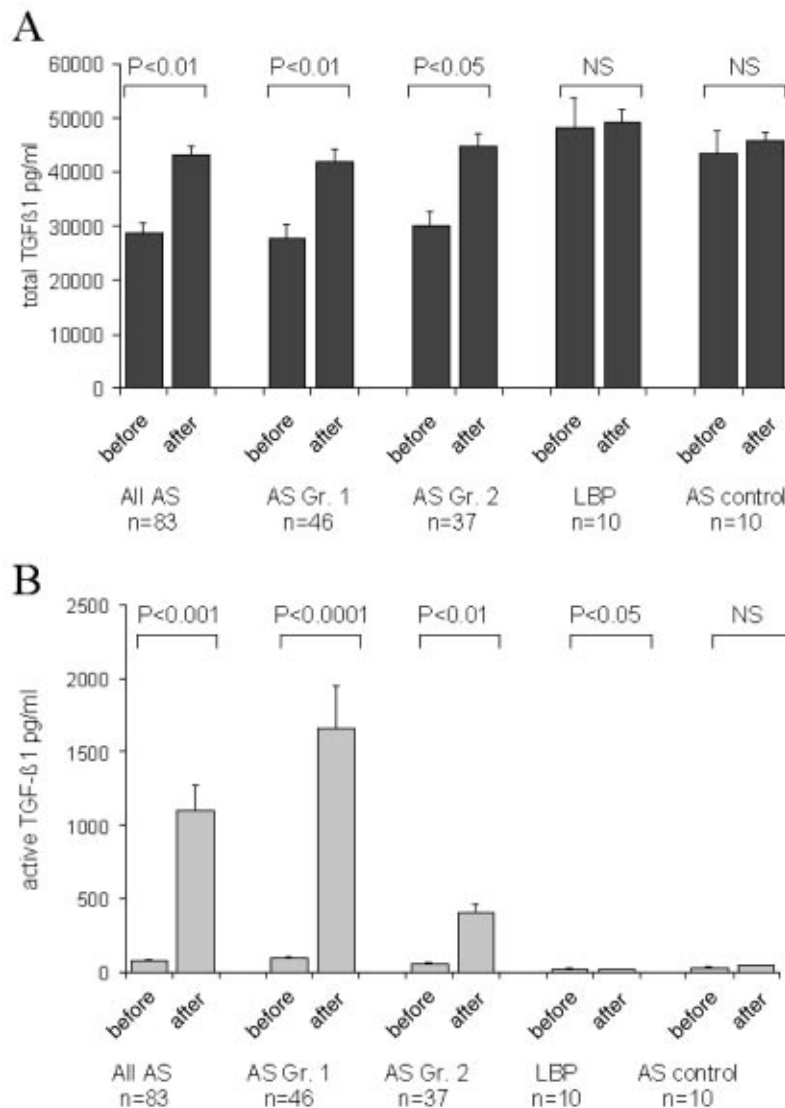 A
P<0.01 P<0.01 P<0.05 NS NS
60000
50000
40000
30000
20000
10000
0
total TGFß1 pg/ml
before after before after before after before after before after
All AS AS Gr. 1 AS Gr. 2 LBP AS control
n=83 n=46 n=37 n=10 n=10
B
P<0.001 P<0.0001 P<0.01 P<0.05 NS
2500
2000
1500
1000
500
0
active TGF-ß1 pg/ml
before after before after before after before after before after
All AS AS Gr. 1 AS Gr. 2 LBP AS control
n=83 n=46 n=37 n=10 n=10